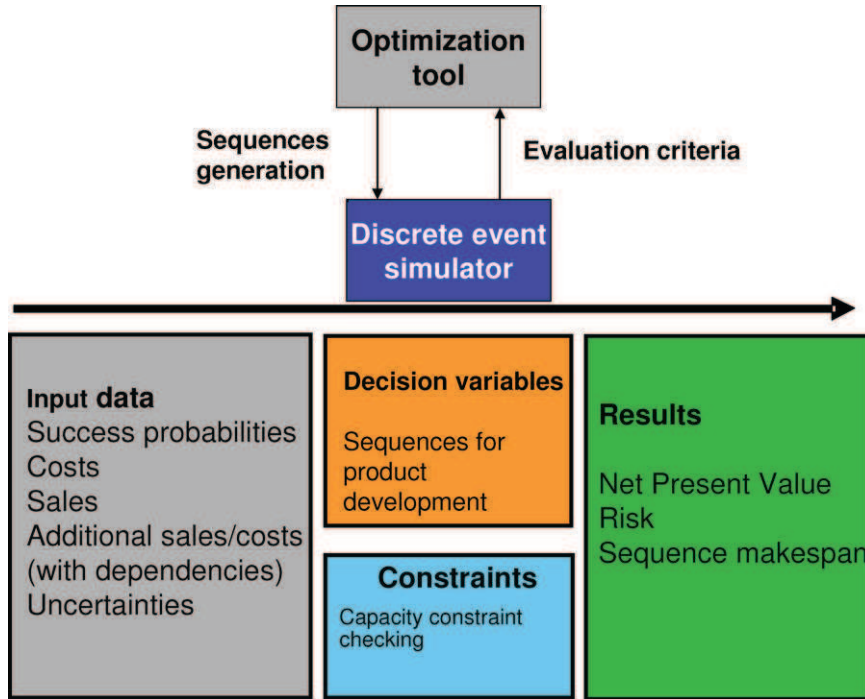 Optimization
tool
Sequences
generation
Evaluation criteria
Discrete event
simulator
Input data
Success probabilities
Costs
Sales
Additional sales/costs
(with dependencies)
Uncertainties
Decision variables
Sequences for
product
development
Constraints
Capacity constraint
checking
Results
Net Present Value
Risk
Sequence makespan